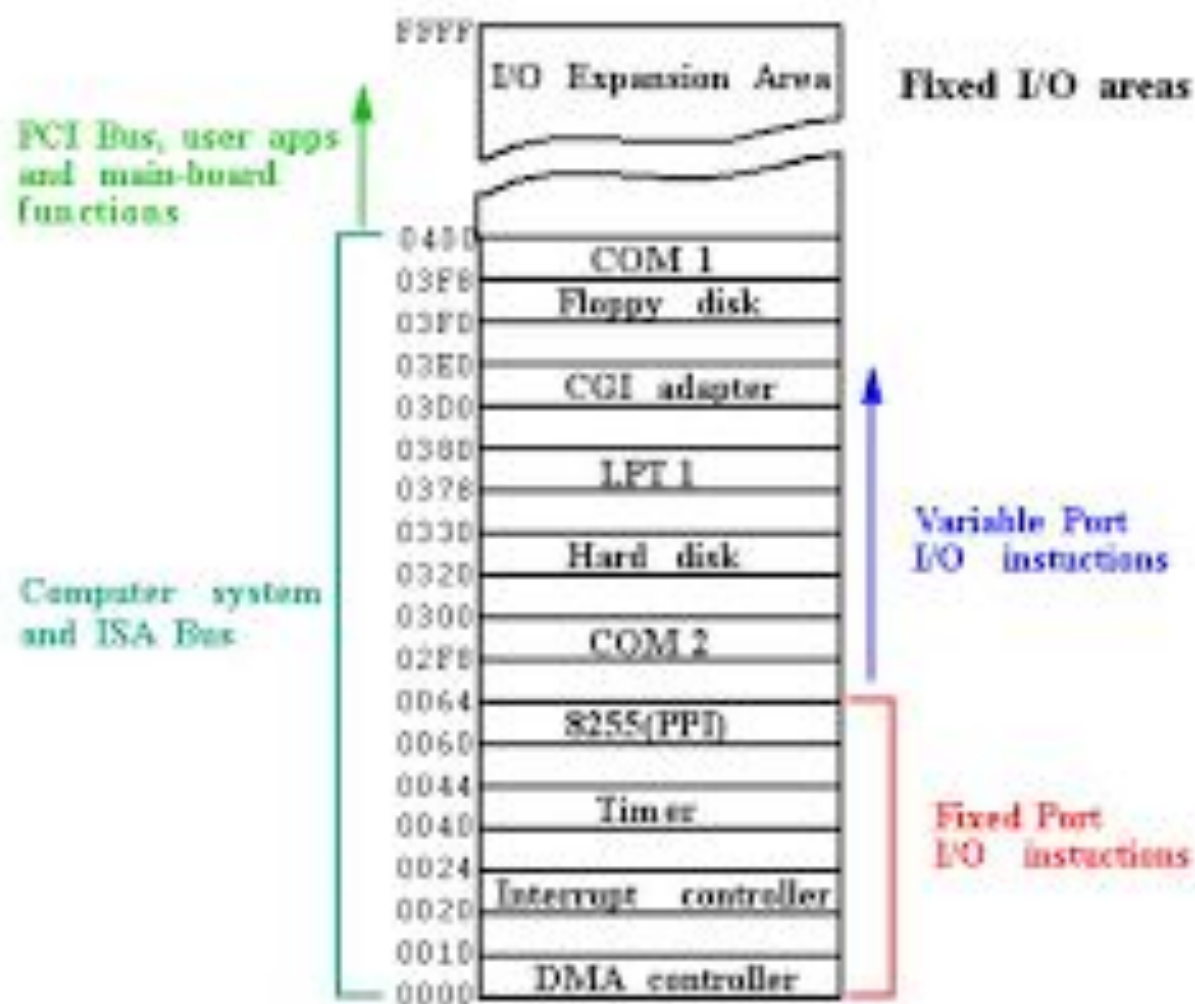 FFFF
I/O Expansion Area
Fixed I/O areas
PCI Bus, user apps
and main-board
functions
0400
COM 1
03F8
Floppy disk
03F0
03E0
CGI adapter
03D0
0380
LPT 1
0378
0330
Hard disk
0320
Variable Port
I/O instuctions
Computer system
and ISA Bus
0300
COM 2
02F8
0064
8255(PPI)
0060
0044
Timer
0040
Fixed Port
I/O instuctions
0024
Interrupt controller
0020
0010
DMA controller
0000